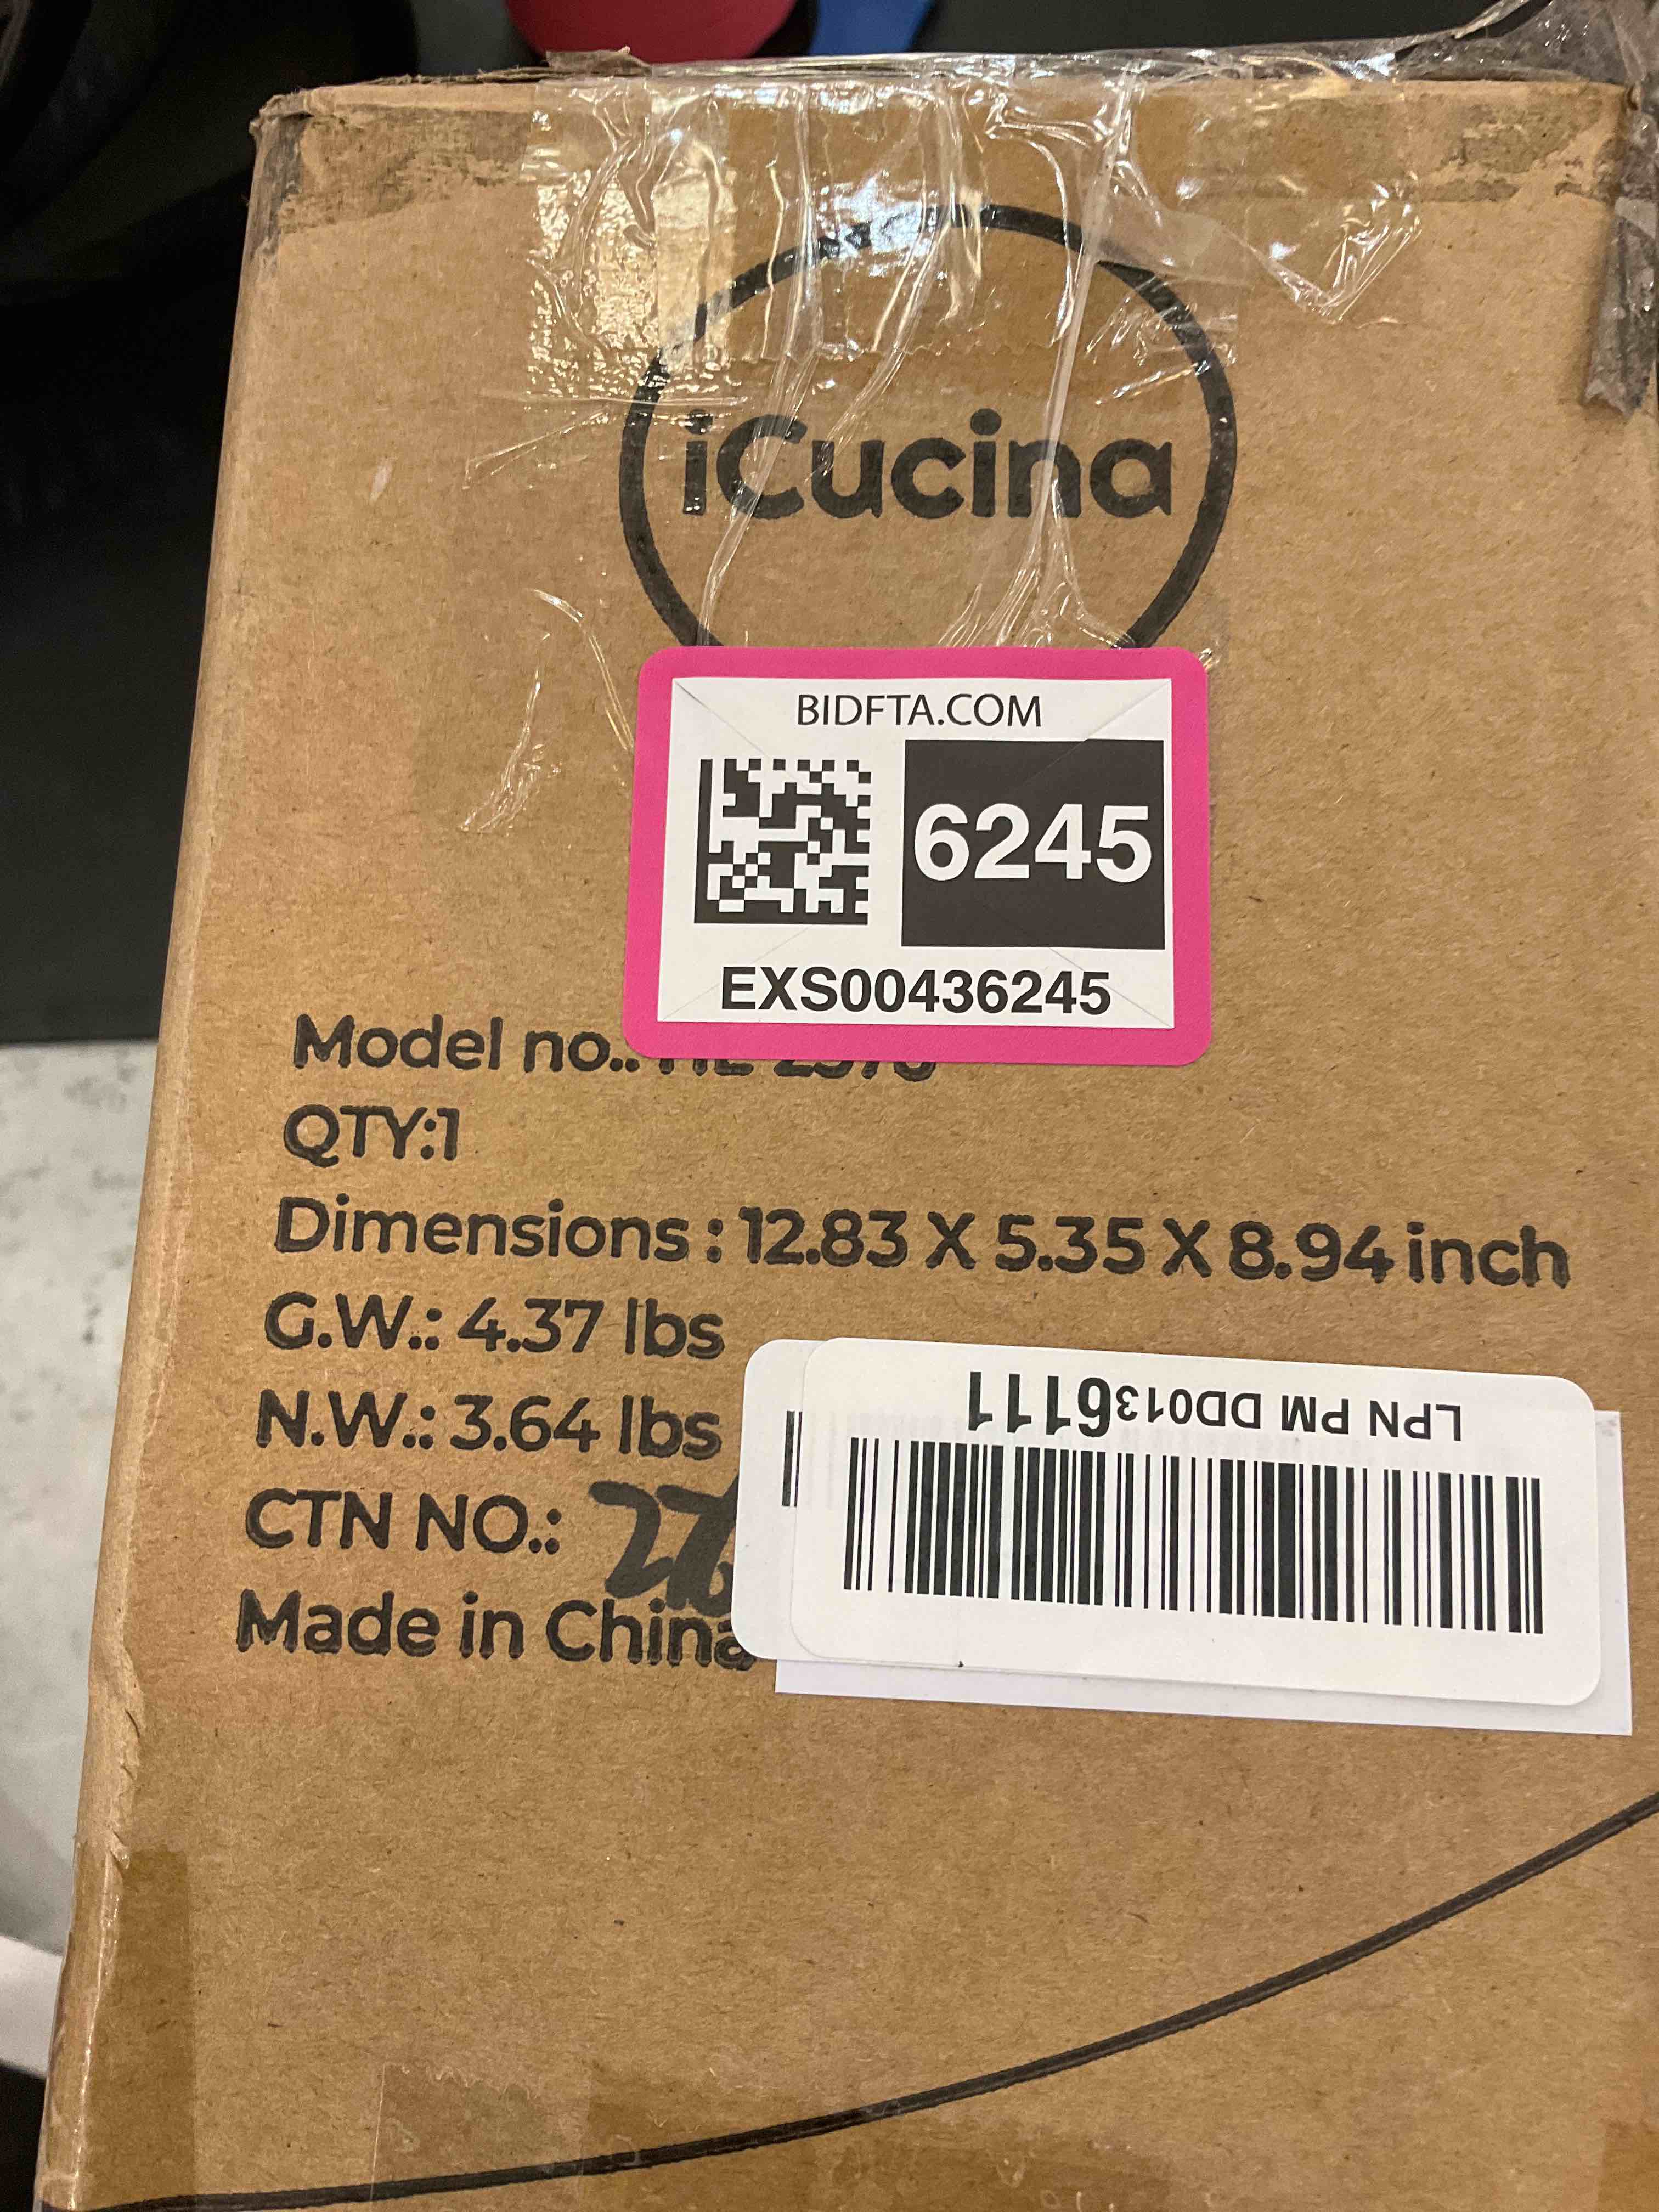 iCucina
BIDFTA.COM
6245
EXS00436245
Model no.:
QTY:1
Dimensions : 12.83 X 5.35 X 8.94 inch
G.W.: 4.37 lbs
N.W.: 3.64 lbs
LPN PM DD0136111
CTN NO.:
Made in China